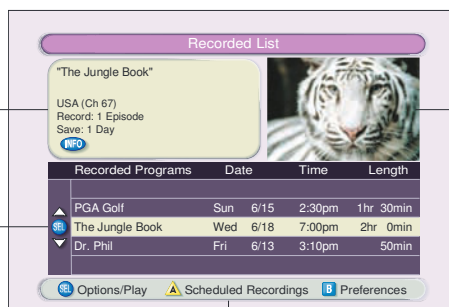 Recorded List
"The Jungle Book"
USA (Ch 67)
Record: 1 Episode
Save: 1 Day
INFO
Recorded Programs Date Time Length
PGA Golf Sun 6/15 2:30pm 1hr 30min
SEL The Jungle Book Wed 6/18 7:00pm 2hr 0min
Dr. Phil Fri 6/13 3:10pm 50min
SEL Options/Play A Scheduled Recordings B Preferences